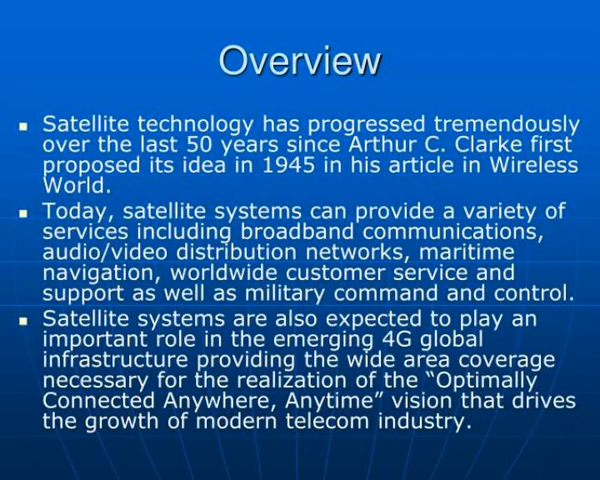 Overview
Satellite technology has progressed tremendously
over the last 50 years since Arthur C. Clarke first
proposed its idea in 1945 in his article in Wireless
World.
Today, satellite systems can provide a variety of
services including broadband communications,
audio/video distribution networks, maritime
navigation, worldwide customer service and
support as well as military command and control.
Satellite systems are also expected to play an
important role in the emerging 4G global
infrastructure providing the wide area coverage
necessary for the realization of the “Optimally
Connected Anywhere, Anytime” vision that drives
the growth of modern telecom industry.